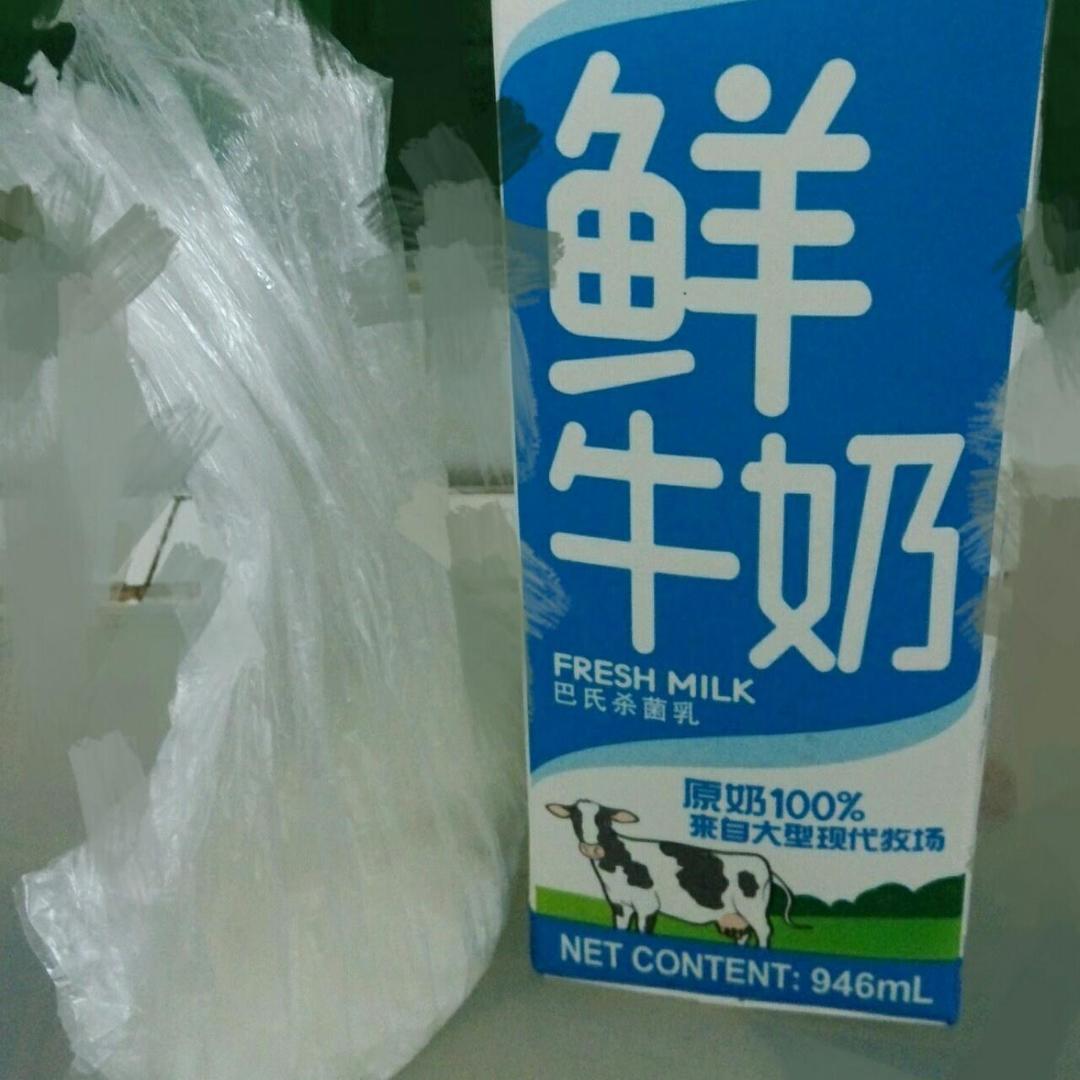 鲜
牛奶
FRESH MILK
巴氏杀菌乳
原奶100%
来自大型现代牧场
NET CONTENT: 946mL